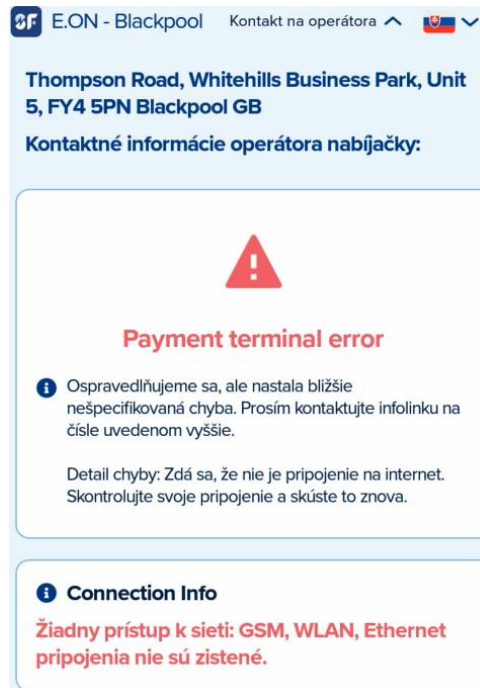 SF E.ON - Blackpool Kontakt na operátora
Thompson Road, Whitehills Business Park, Unit
5, FY4 5PN Blackpool GB
Kontaktné informácie operátora nabíjačky:
Payment terminal error
Ospravedlňujeme sa, ale nastala bližšie
nešpecifikovaná chyba. Prosím kontaktujte infolinku na
čísle uvedenom vyššie.
Detail chyby: Zdá sa, že nie je pripojenie na internet.
Skontrolujte svoje pripojenie a skúste to znova.
Connection Info
Žiadny prístup k sieti: GSM, WLAN, Ethernet
pripojenia nie sú zistené.